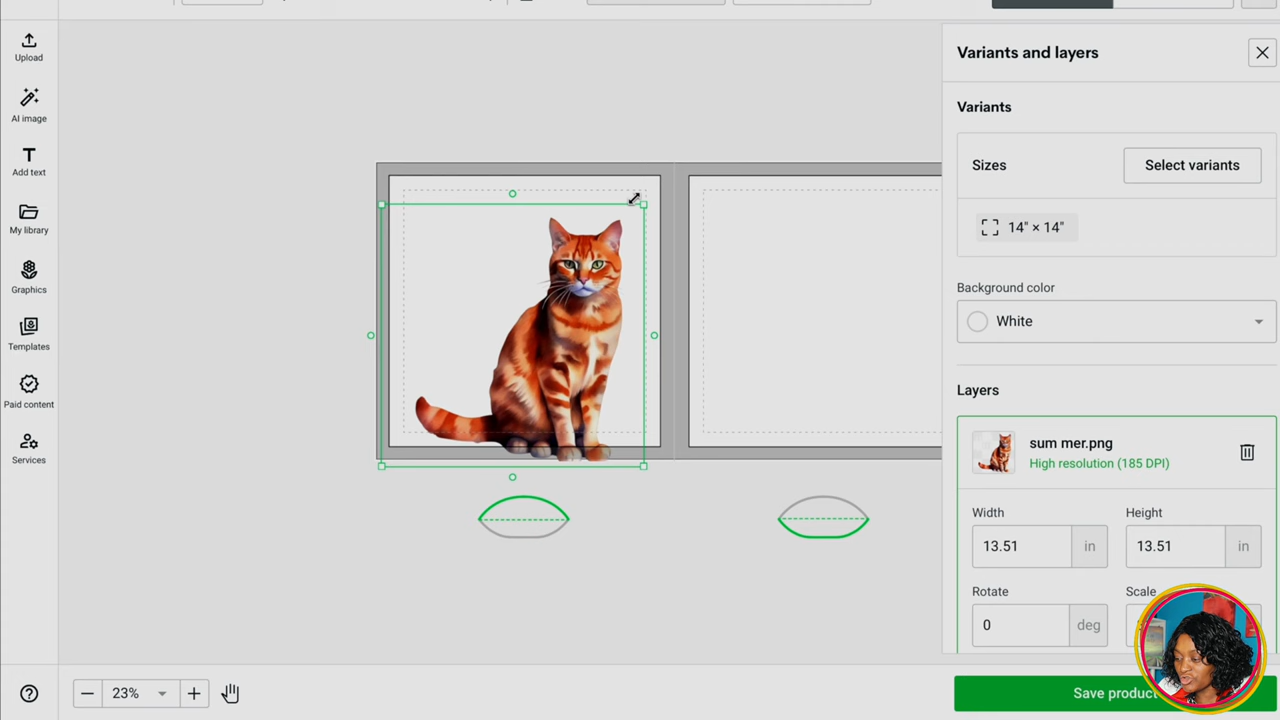 Upload
AI image
Add text
My library
Graphics
Templates
Paid content
Services
23%
Variants and layers
Variants
Sizes
Select variants
14" × 14"
Background color
White
Layers
sum mer.png
High resolution (185 DPI)
Width
Height
13.51 in
13.51 in
Rotate
Scale
0 deg
Save product